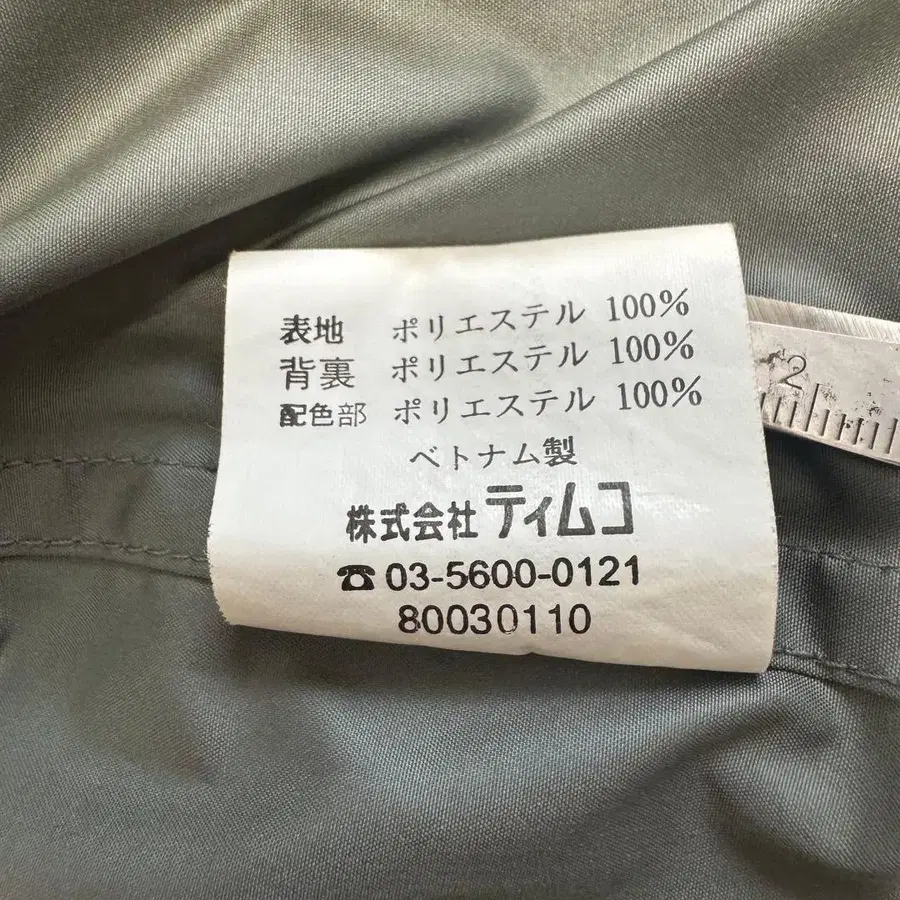 表地 ポリエステル 100%
背裏 ポリエステル 100%
配色部 ポリエステル 100%
ベトナム製
株式会社 ティムコ
☎ 03-5600-0121
80030110
2